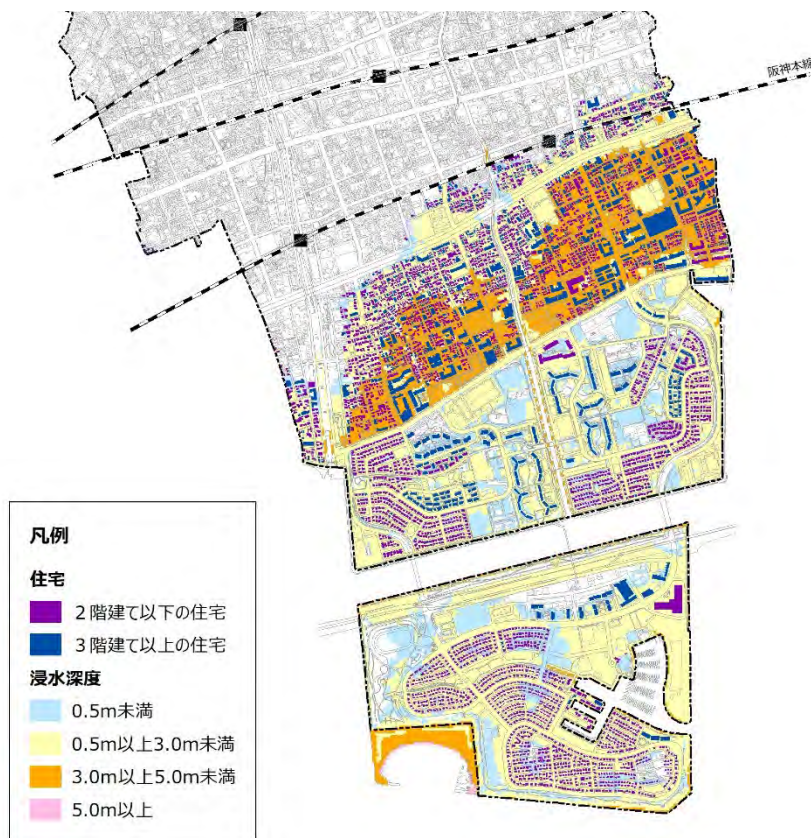 阪神本線
凡例
住宅
2階建て以下の住宅
3階建て以上の住宅
浸水深度
0.5m未満
0.5m以上3.0m未満
3.0m以上5.0m未満
5.0m以上